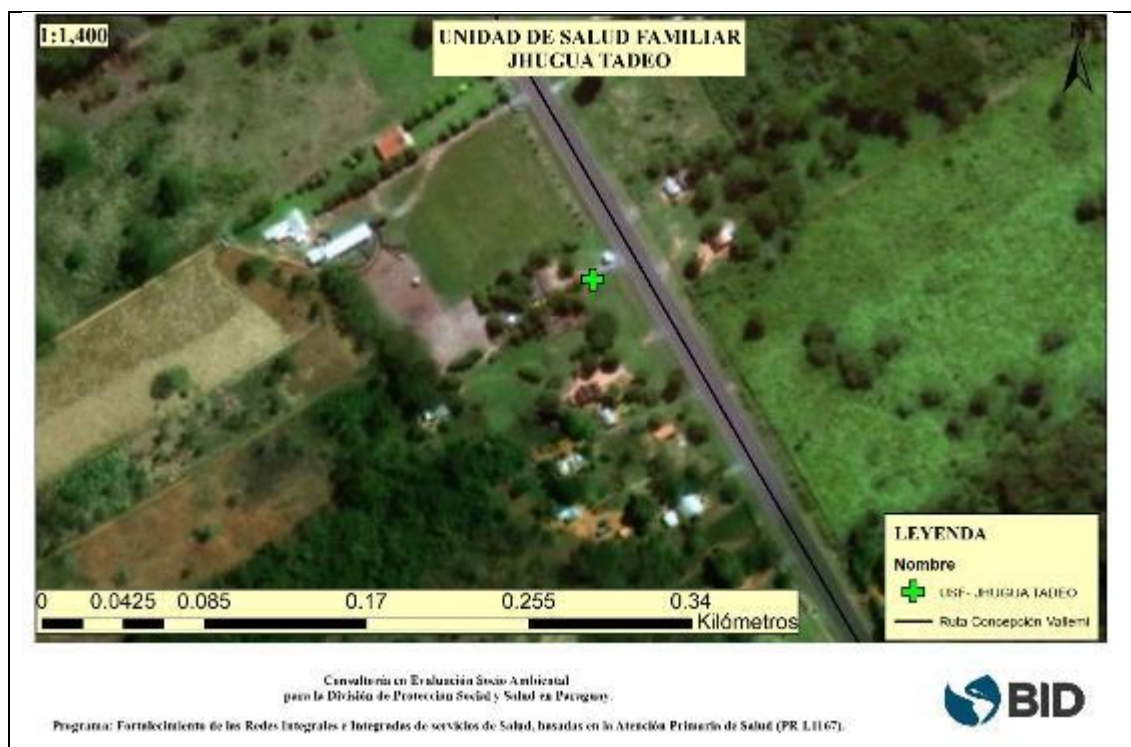 1:1,400
UNIDAD DE SALUD FAMILIAR
JHUGUA TADEO
N
LEYENDA
Nombre
USF- JHUGUA TADEO
Ruta Concepción Vallemi
0 0.0425 0.085 0.17 0.255 0.34
Kilómetros
Consultoría en Evaluación Socio Ambiental
para la División de Protección Social y Salud en Paraguay.
Programa: Fortalecimiento de las Redes Integrales e Integradas de servicios de Salud, basadas en la Atención Primaria de Salud (PR L1167).
BID